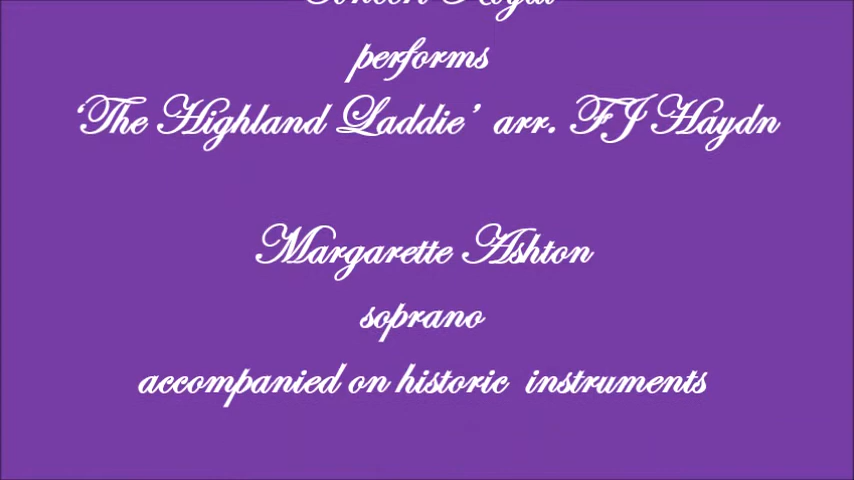 performs
‘The Highland Laddie’ arr. FJ Haydn
Margarette Ashton
soprano
accompanied on historic instruments